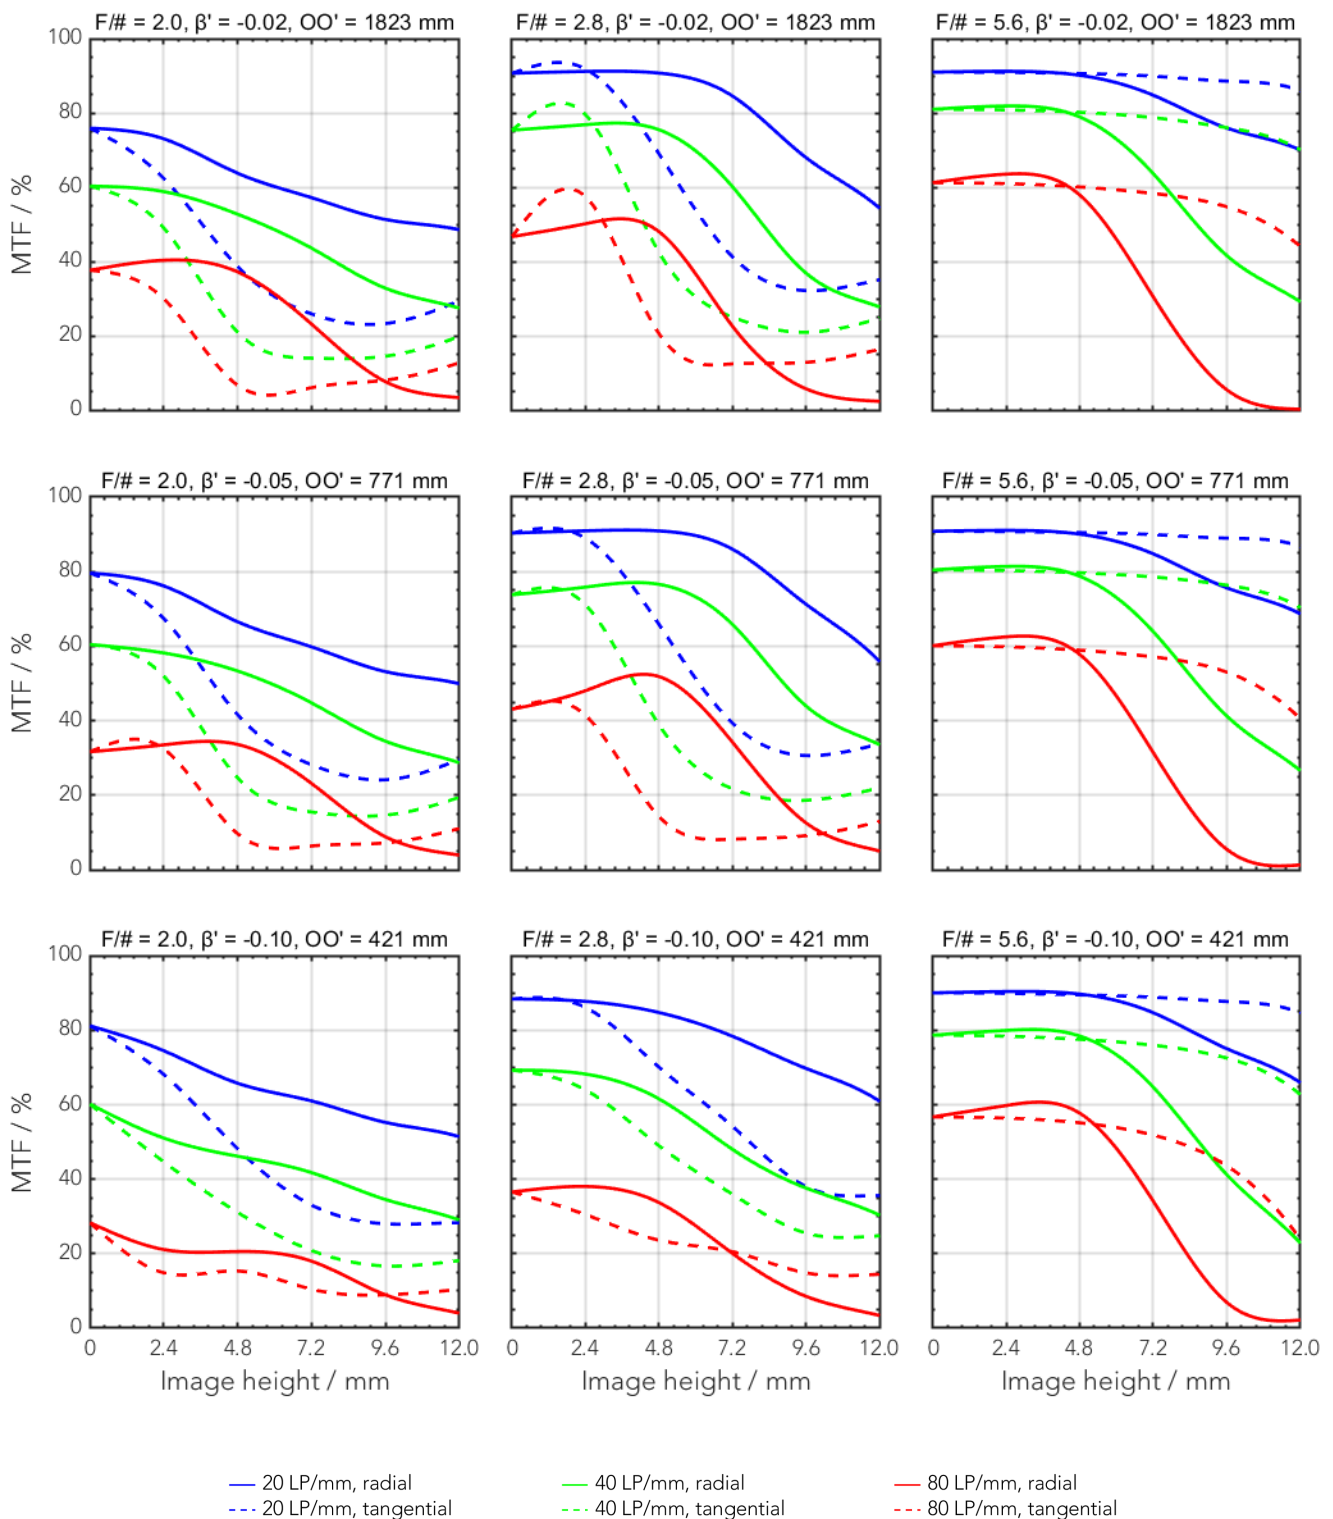 F/# = 2.0, β' = -0.02, OO' = 1823 mm
F/# = 2.8, β' = -0.02, OO' = 1823 mm
F/# = 5.6, β' = -0.02, OO' = 1823 mm
100
80
60
40
20
0
MTF / %
F/# = 2.0, β' = -0.05, OO' = 771 mm
F/# = 2.8, β' = -0.05, OO' = 771 mm
F/# = 5.6, β' = -0.05, OO' = 771 mm
100
80
60
40
20
0
MTF / %
F/# = 2.0, β' = -0.10, OO' = 421 mm
F/# = 2.8, β' = -0.10, OO' = 421 mm
F/# = 5.6, β' = -0.10, OO' = 421 mm
100
80
60
40
20
0
MTF / %
0 2.4 4.8 7.2 9.6 12.0
0 2.4 4.8 7.2 9.6 12.0
0 2.4 4.8 7.2 9.6 12.0
Image height / mm
Image height / mm
Image height / mm
20 LP/mm, radial
40 LP/mm, radial
80 LP/mm, radial
20 LP/mm, tangential
40 LP/mm, tangential
80 LP/mm, tangential